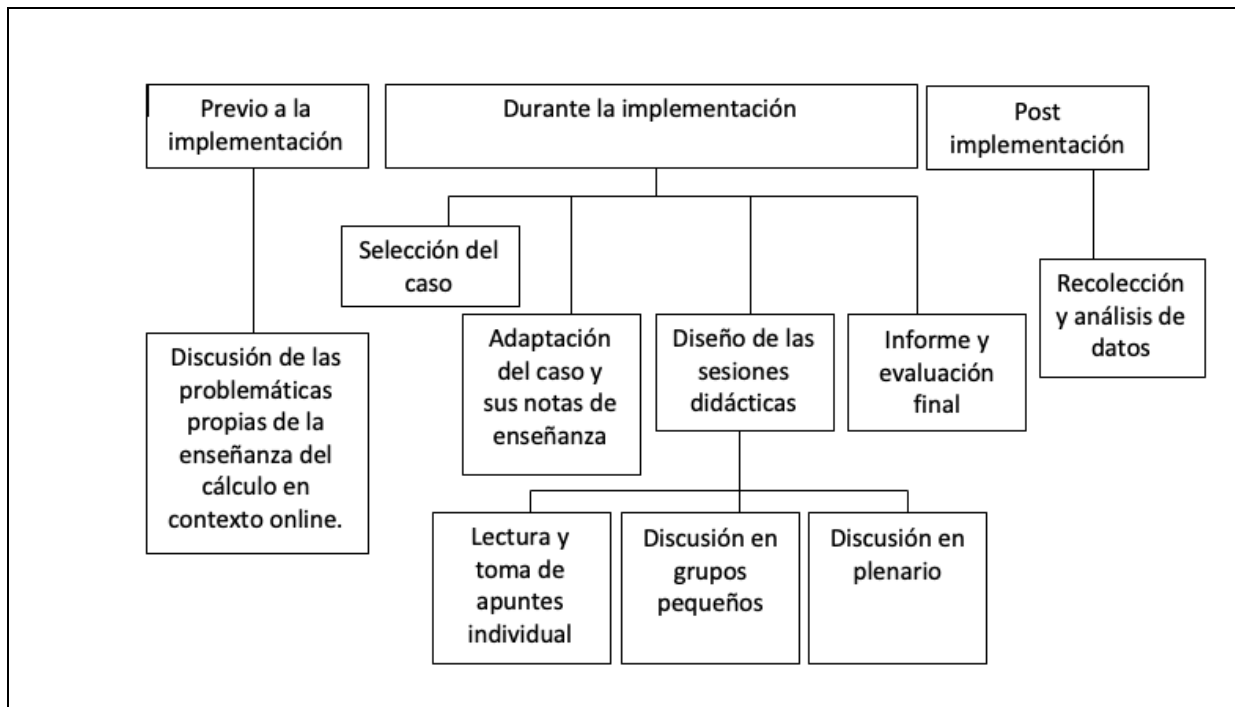 Previo a la
implementación
Durante la implementación
Post
implementación
Selección del
caso
Recolección
y análisis de
datos
Adaptación
del caso y
sus notas de
enseñanza
Diseño de las
sesiones
didácticas
Informe y
evaluación
final
Discusión de las
problemáticas
propias de la
enseñanza del
cálculo en
contexto online.
Lectura y
toma de
apuntes
individual
Discusión en
grupos
pequeños
Discusión en
plenario